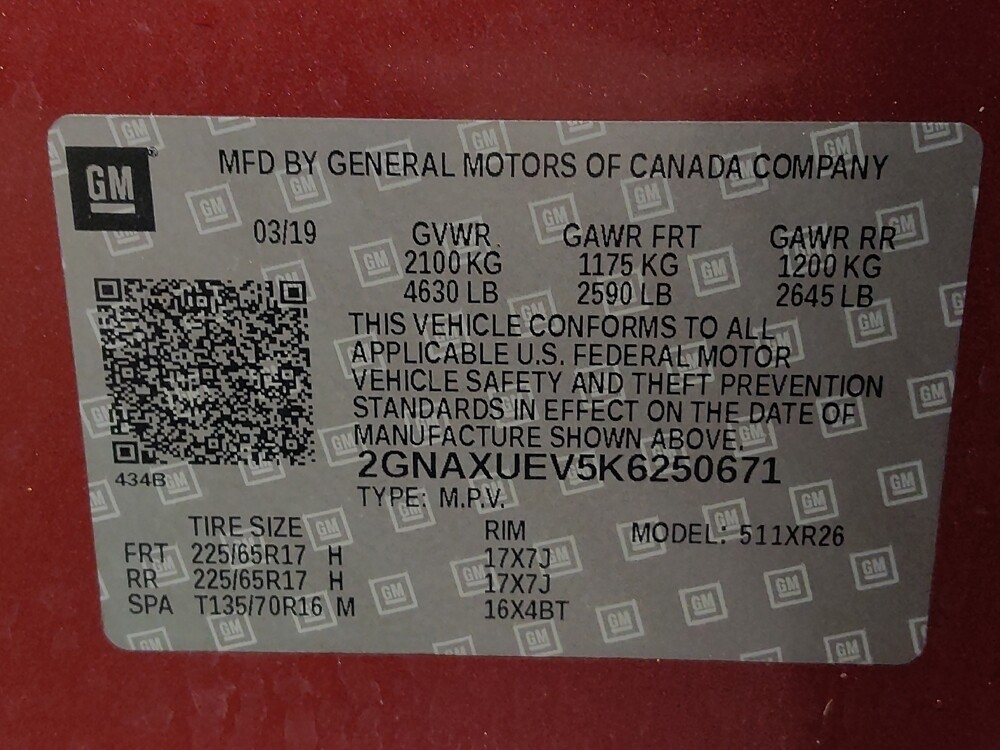 GM
MFD BY GENERAL MOTORS OF CANADA COMPANY
03/19 GVWR GAWR FRT GAWR RR
2100 KG 1175 KG 1200 KG
4630 LB 2590 LB 2645 LB
THIS VEHICLE CONFORMS TO ALL
APPLICABLE U.S. FEDERAL MOTOR
VEHICLE SAFETY AND THEFT PREVENTION
STANDARDS IN EFFECT ON THE DATE OF
MANUFACTURE SHOWN ABOVE.
2GNAXUEV5K6250671
434B
TYPE: M.P.V.
TIRE SIZE RIM MODEL: 511XR26
FRT 225/65R17 H 17X7J
RR 225/65R17 H 17X7J
SPA T135/70R16 M 16X4BT